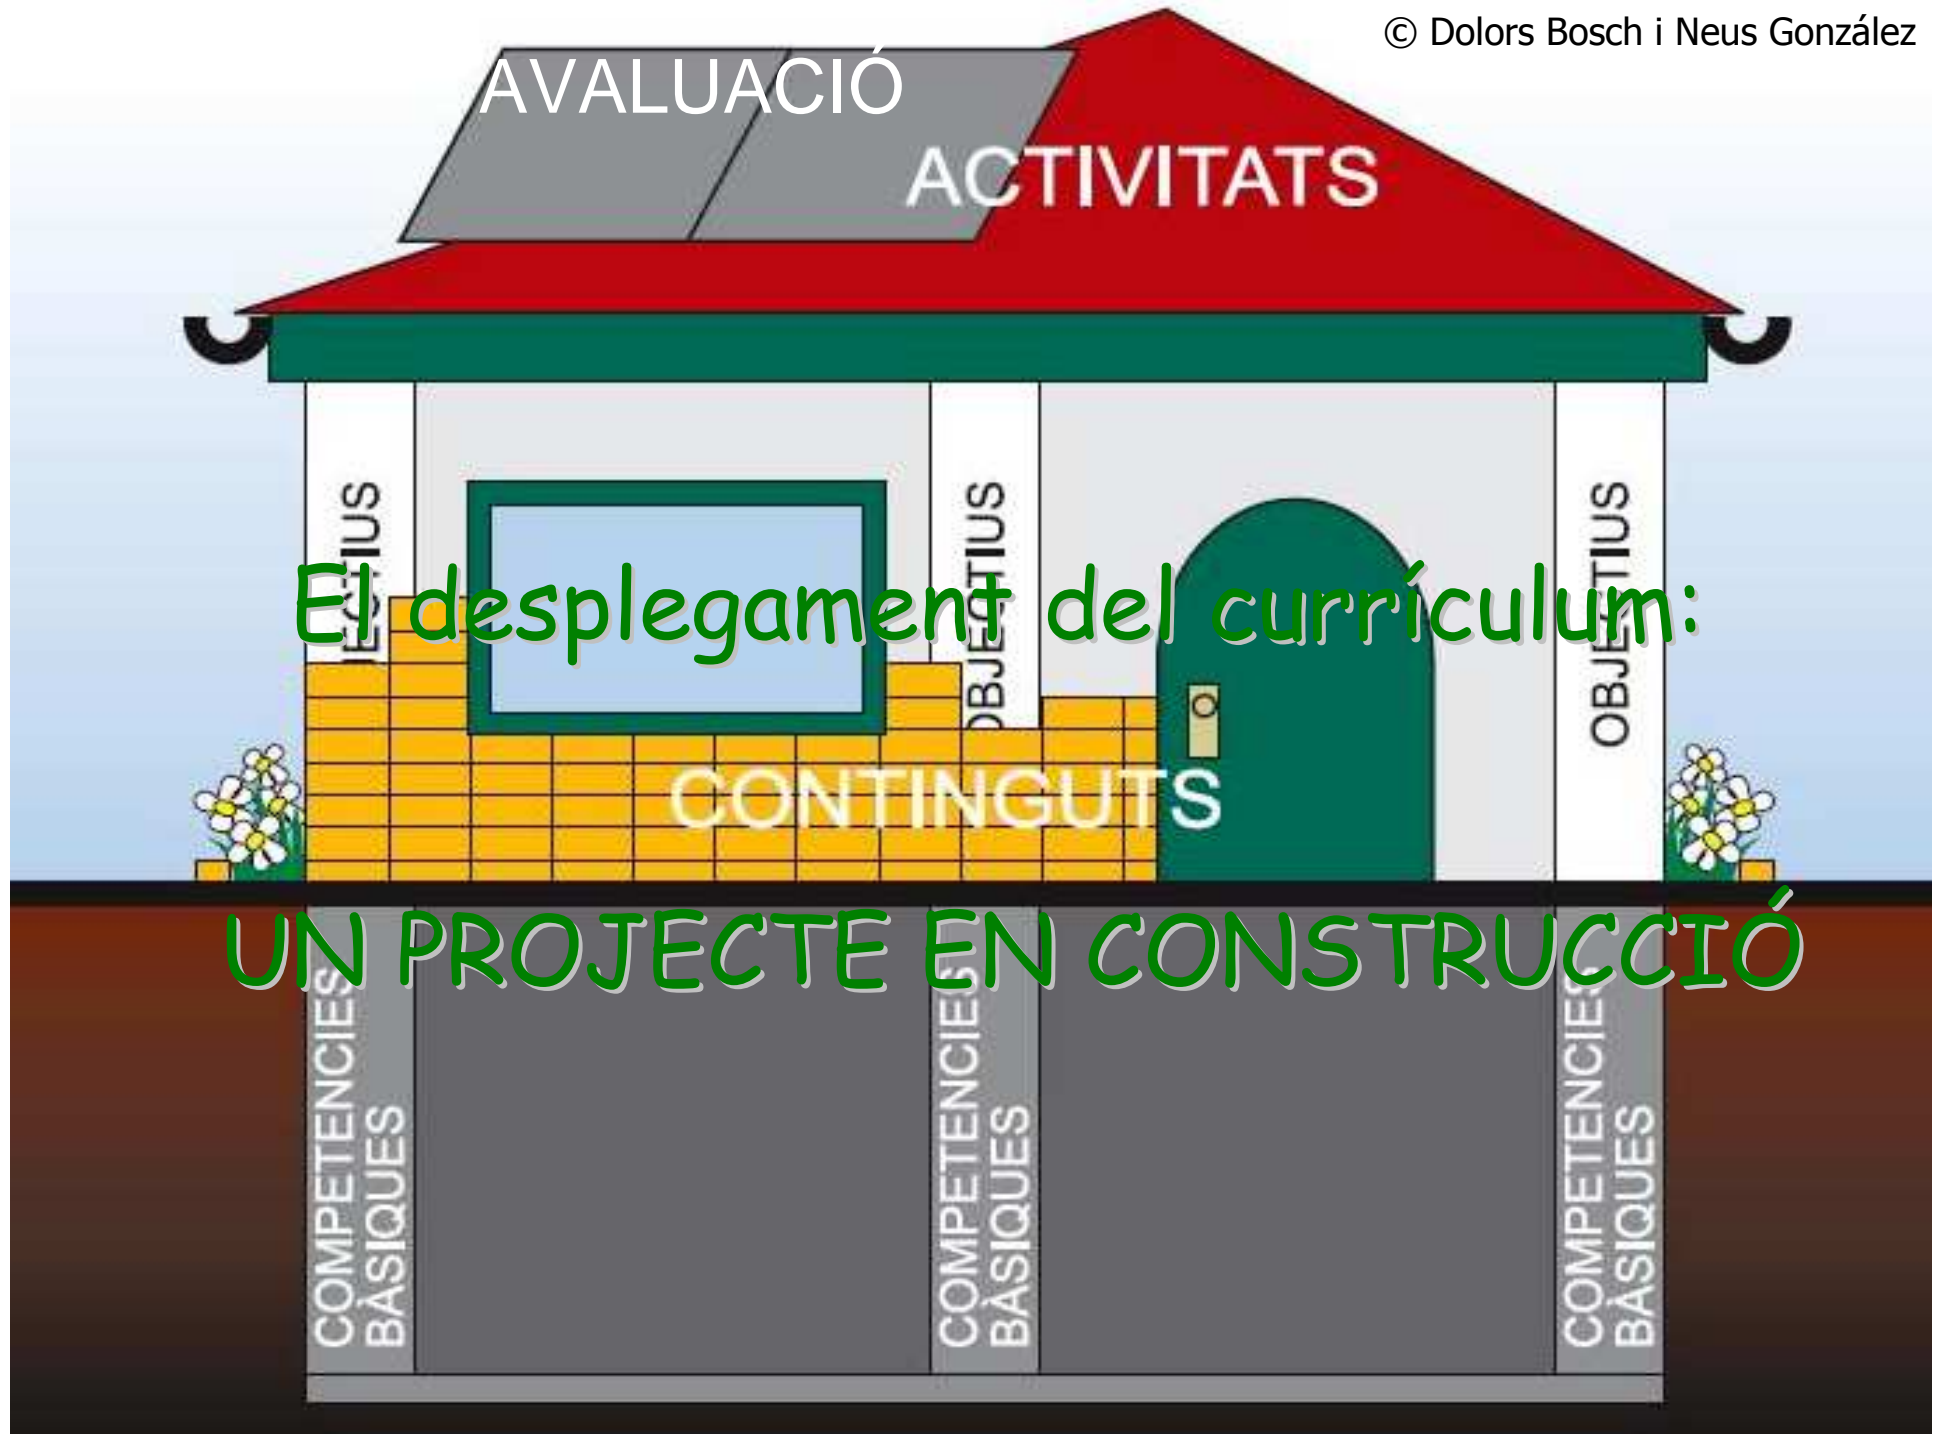 © Dolors Bosch i Neus González
AVALUACIÓ
ACTIVITATS
OBJECTIUS
OBJECTIUS
El desplegament del currículum:
CONTINGUTS
UN PROJECTE EN CONSTRUCCIÓ
COMPETENCIES
BÀSIQUES
COMPETENCIES
BÀSIQUES
COMPETENCIES
BÀSIQUES